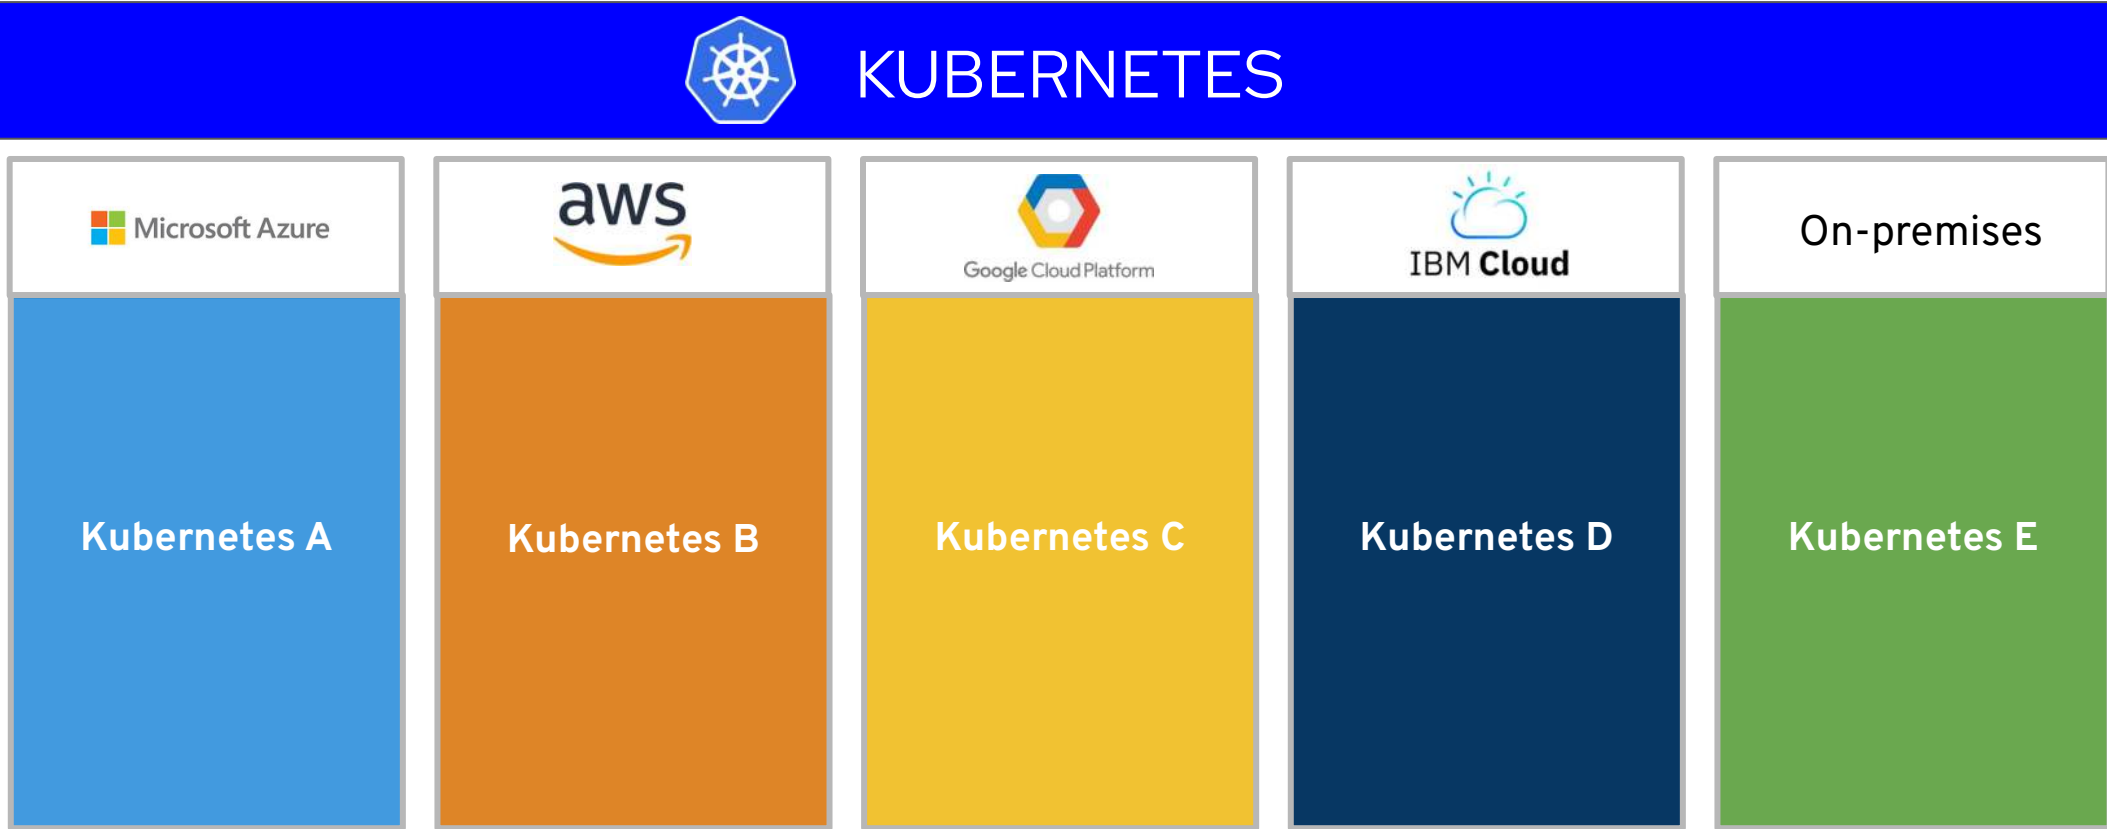 KUBERNETES
Microsoft Azure
aws
Google Cloud Platform
IBM Cloud
On-premises
Kubernetes A
Kubernetes B
Kubernetes C
Kubernetes D
Kubernetes E